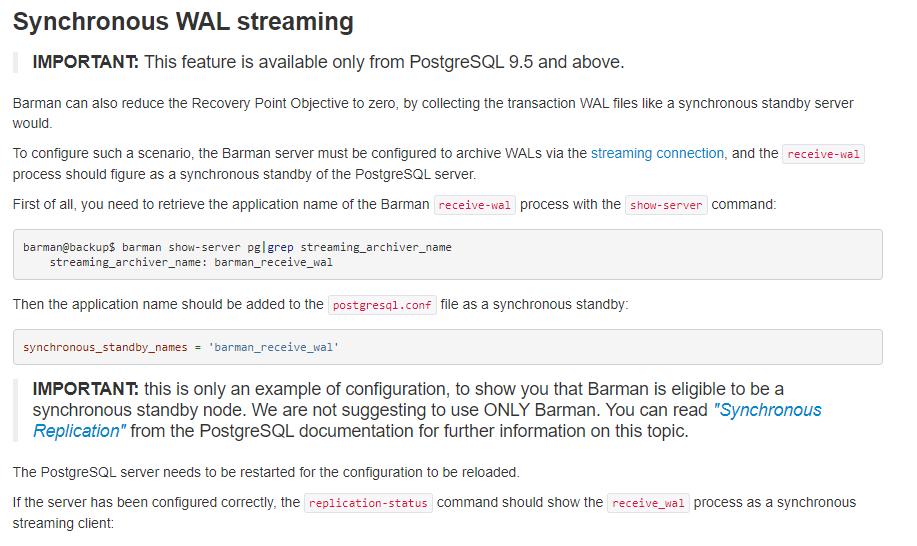 Synchronous WAL streaming
IMPORTANT: This feature is available only from PostgreSQL 9.5 and above.
Barman can also reduce the Recovery Point Objective to zero, by collecting the transaction WAL files like a synchronous standby server
would.
To configure such a scenario, the Barman server must be configured to archive WALs via the streaming connection, and the receive-wal
process should figure as a synchronous standby of the PostgreSQL server.
First of all, you need to retrieve the application name of the Barman receive-wal process with the show-server command:
barman@backup$ barman show-server pg|grep streaming_archiver_name
    streaming_archiver_name: barman_receive_wal
Then the application name should be added to the postgresql.conf file as a synchronous standby:
synchronous_standby_names = 'barman_receive_wal'
IMPORTANT: this is only an example of configuration, to show you that Barman is eligible to be a
synchronous standby node. We are not suggesting to use ONLY Barman. You can read "Synchronous
Replication" from the PostgreSQL documentation for further information on this topic.
The PostgreSQL server needs to be restarted for the configuration to be reloaded.
If the server has been configured correctly, the replication-status command should show the receive_wal process as a synchronous
streaming client: